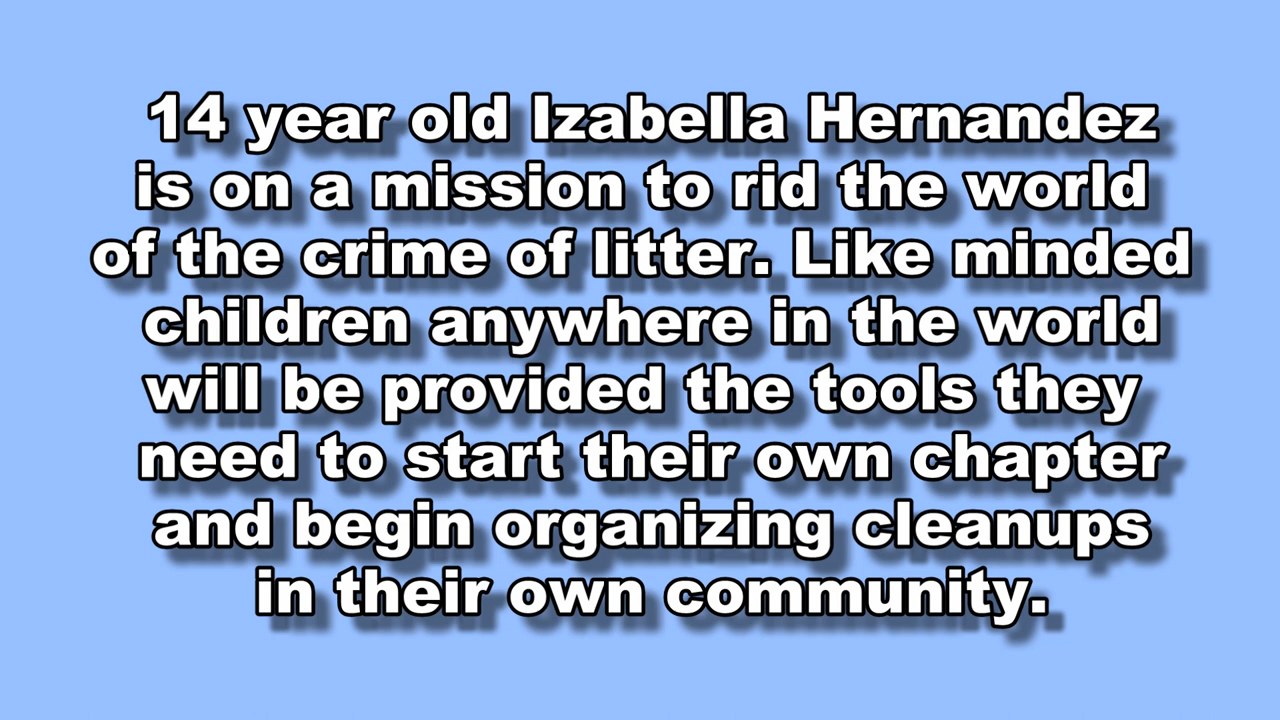 14 year old Izabella Hernandez
is on a mission to rid the world
of the crime of litter. Like minded
children anywhere in the world
will be provided the tools they
need to start their own chapter
and begin organizing cleanups
in their own community.